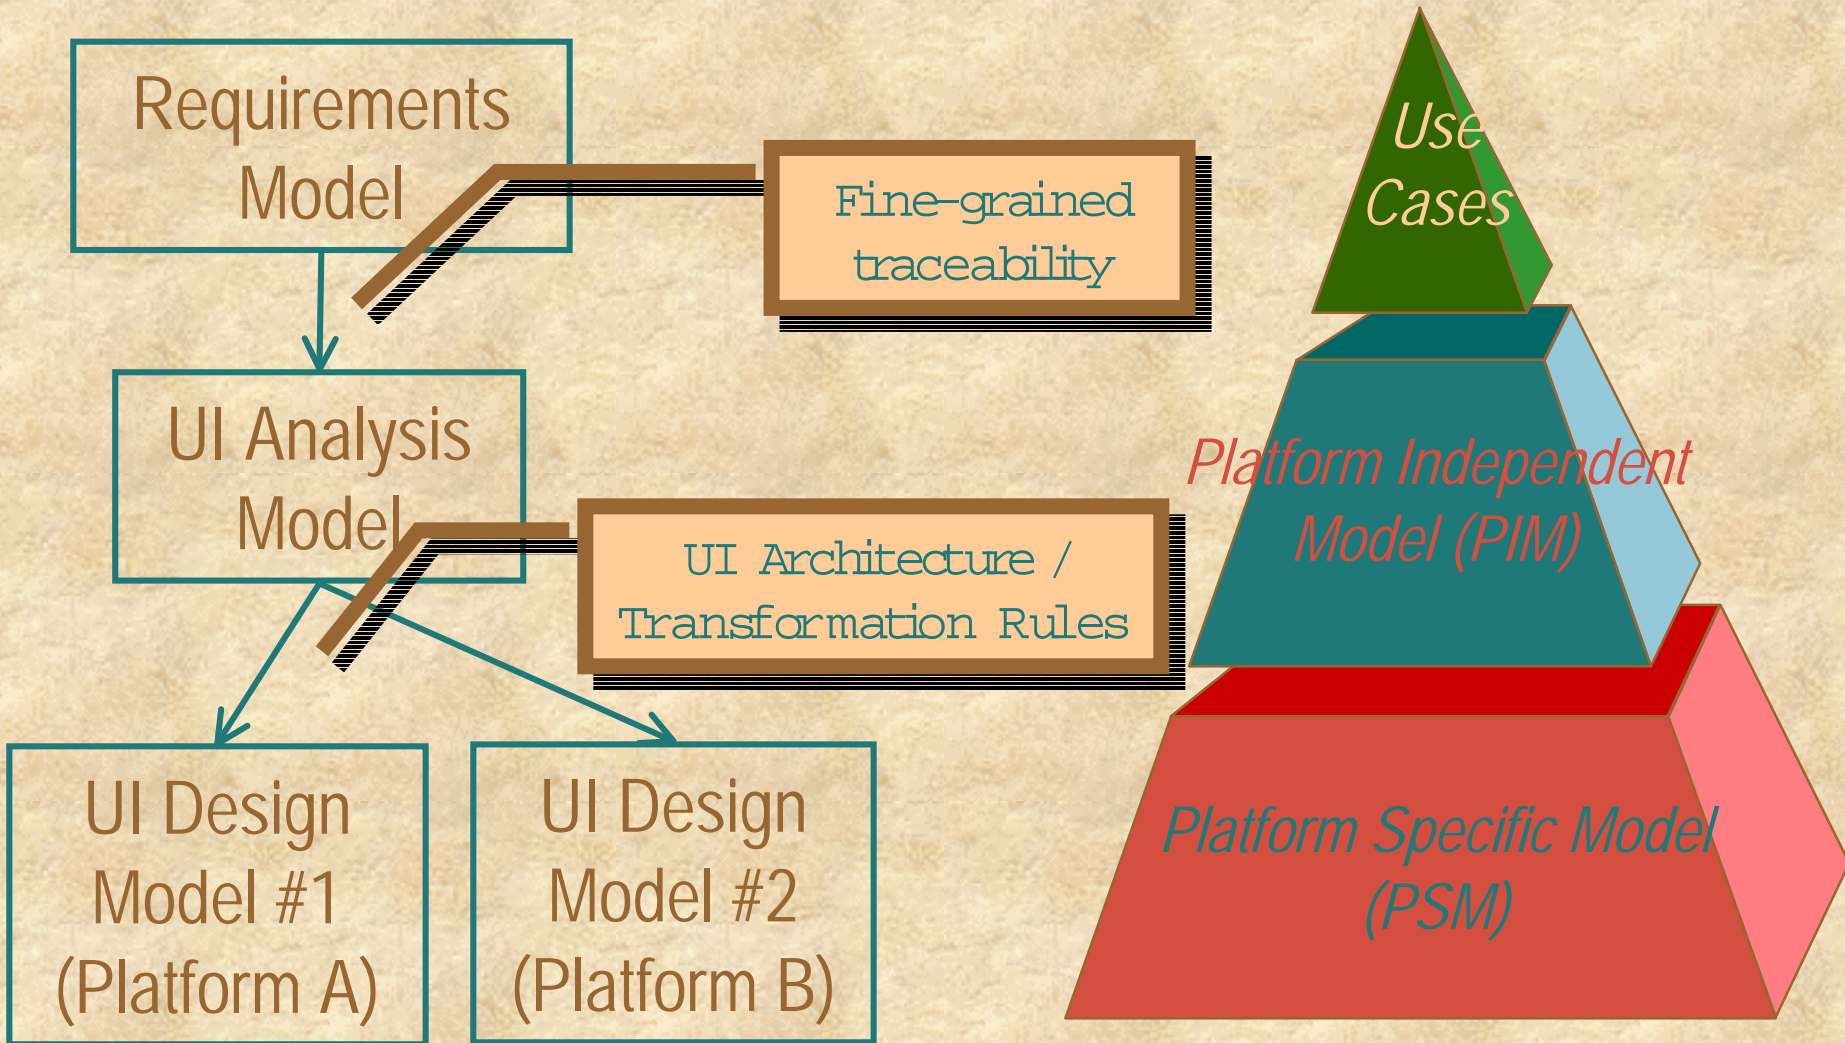 Requirements
Model
Fine-grained
traceability
UI Analysis
Model
UI Architecture /
Transformation Rules
UI Design
Model #1
(Platform A)
UI Design
Model #2
(Platform B)
Use
Cases
Platform Independent
Model (PIM)
Platform Specific Model
(PSM)